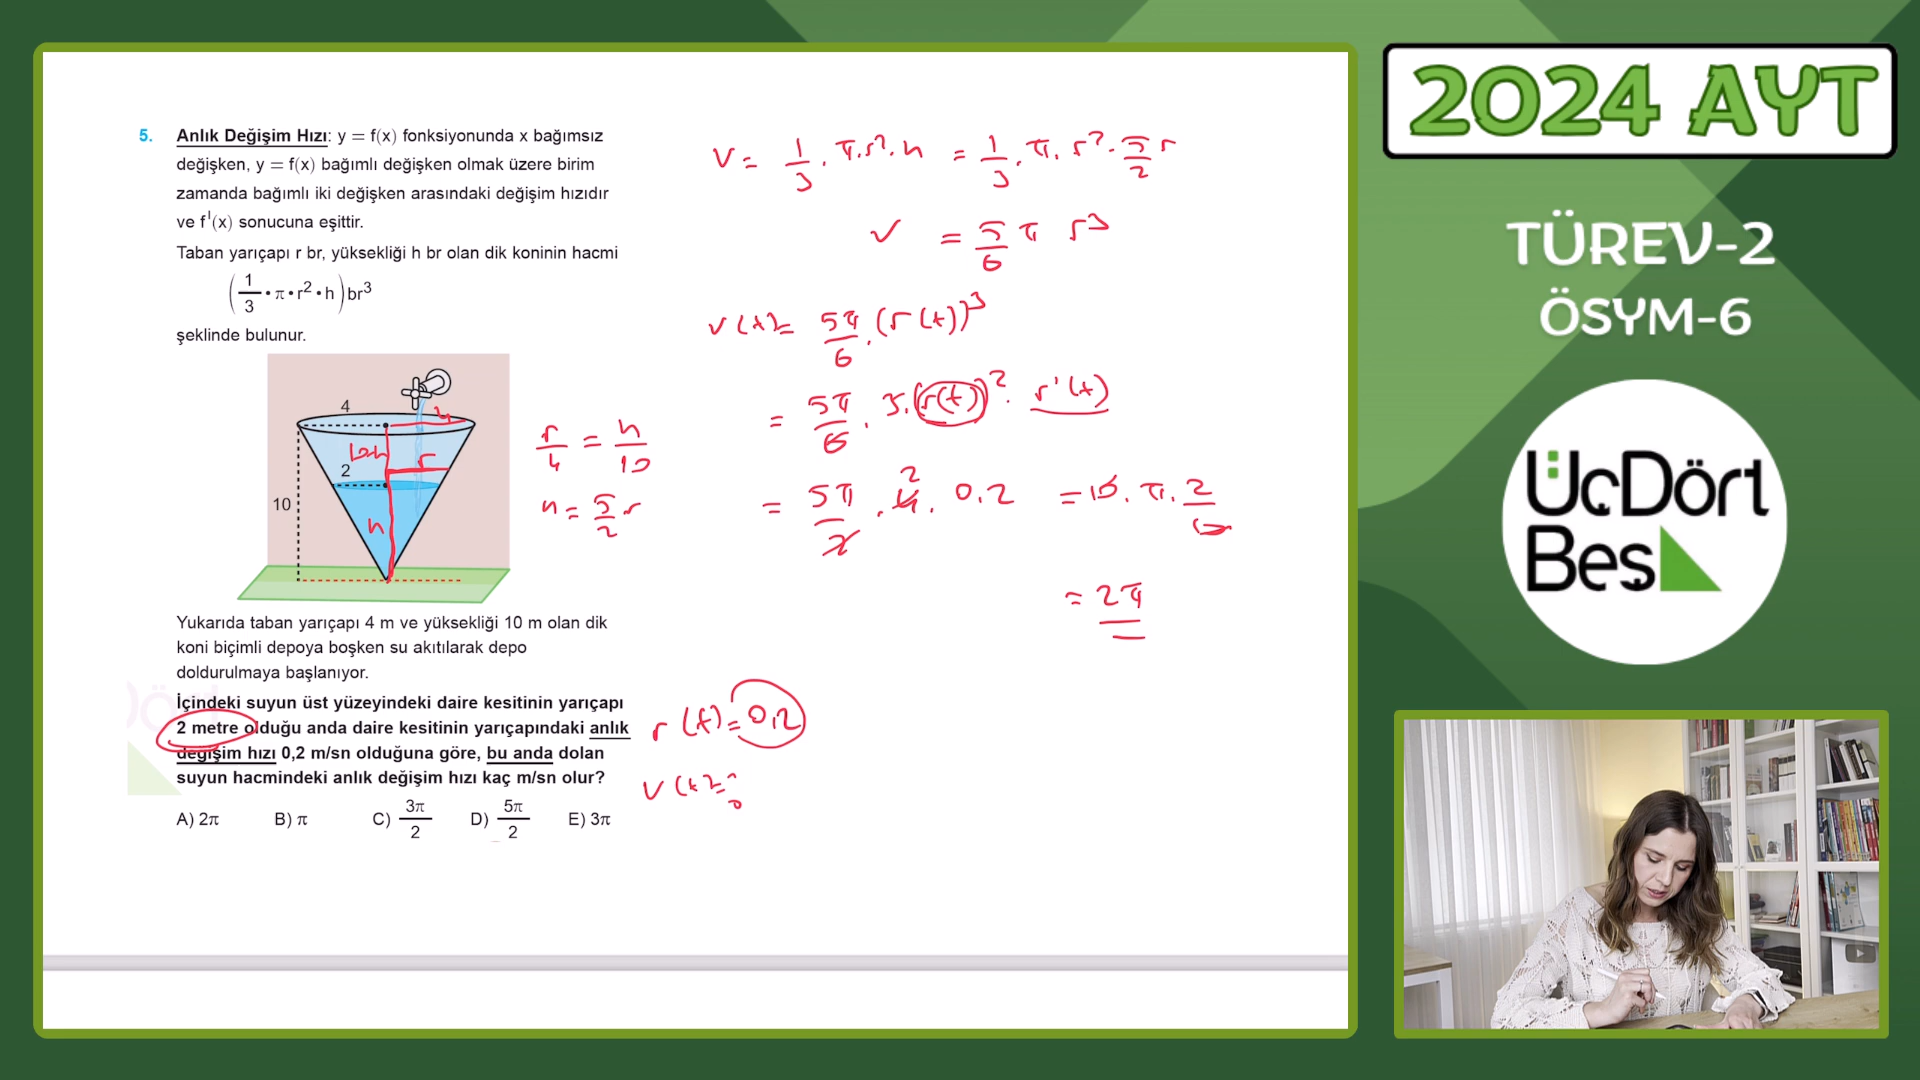 5. Anlık Değişim Hızı: y = f(x) fonksiyonunda x bağımsız
değişken, y = f(x) bağımlı değişken olmak üzere birim
zamanda bağımlı iki değişken arasındaki değişim hızıdır
ve f'(x) sonucuna eşittir.
Taban yarıçapı r br, yüksekliği h br olan dik koninin hacmi
(1/3 • π • r² • h) br³
şeklinde bulunur.
4
4
10-h
r
2
10
h
r/4 = h/10
h = 5/2 r
Yukarıda taban yarıçapı 4 m ve yüksekliği 10 m olan dik
koni biçimli depoya boşken su akıtılarak depo
doldurulmaya başlanıyor.
İçindeki suyun üst yüzeyindeki daire kesitinin yarıçapı
2 metre olduğu anda daire kesitinin yarıçapındaki anlık
değişim hızı 0,2 m/sn olduğuna göre, bu anda dolan
suyun hacmindeki anlık değişim hızı kaç m/sn olur?
A) 2π B) π C) 3π/2 D) 5π/2 E) 3π
V = 1/3 . π . r² . h = 1/3 . π . r² . 5/2 r
V = 5/6 π r³
V(t) = 5π/6 . (r(t))³
= 5π/6 . 3 . (r(t))² . r'(t)
= 5π/2 . 4 . 0.2 = 10 . π . 2/10
2
= 2π
r(t) = 0,2
V(t) = ?
2024 AYT
TÜREV-2
ÖSYM-6
ÜçDört
Beş